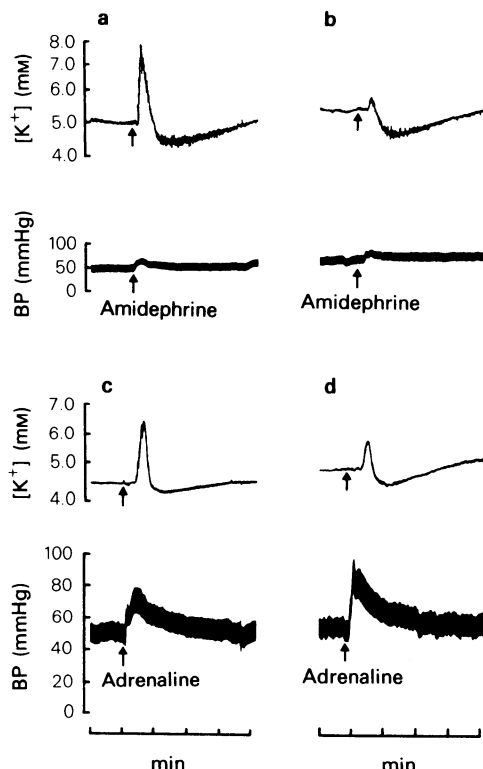 a b
[K+] (mM)
8.0
7.0
6.0
5.0
4.0
BP (mmHg)
100
50
0
Amidephrine Amidephrine
c d
[K+] (mM)
7.0
6.0
5.0
4.0
BP (mmHg)
100
80
60
40
20
0
Adrenaline Adrenaline
min min